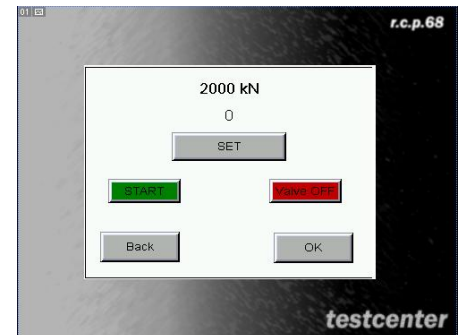 01
r.c.p.68
2000 kN
0
SET
START
Valve OFF
Back
OK
testcenter